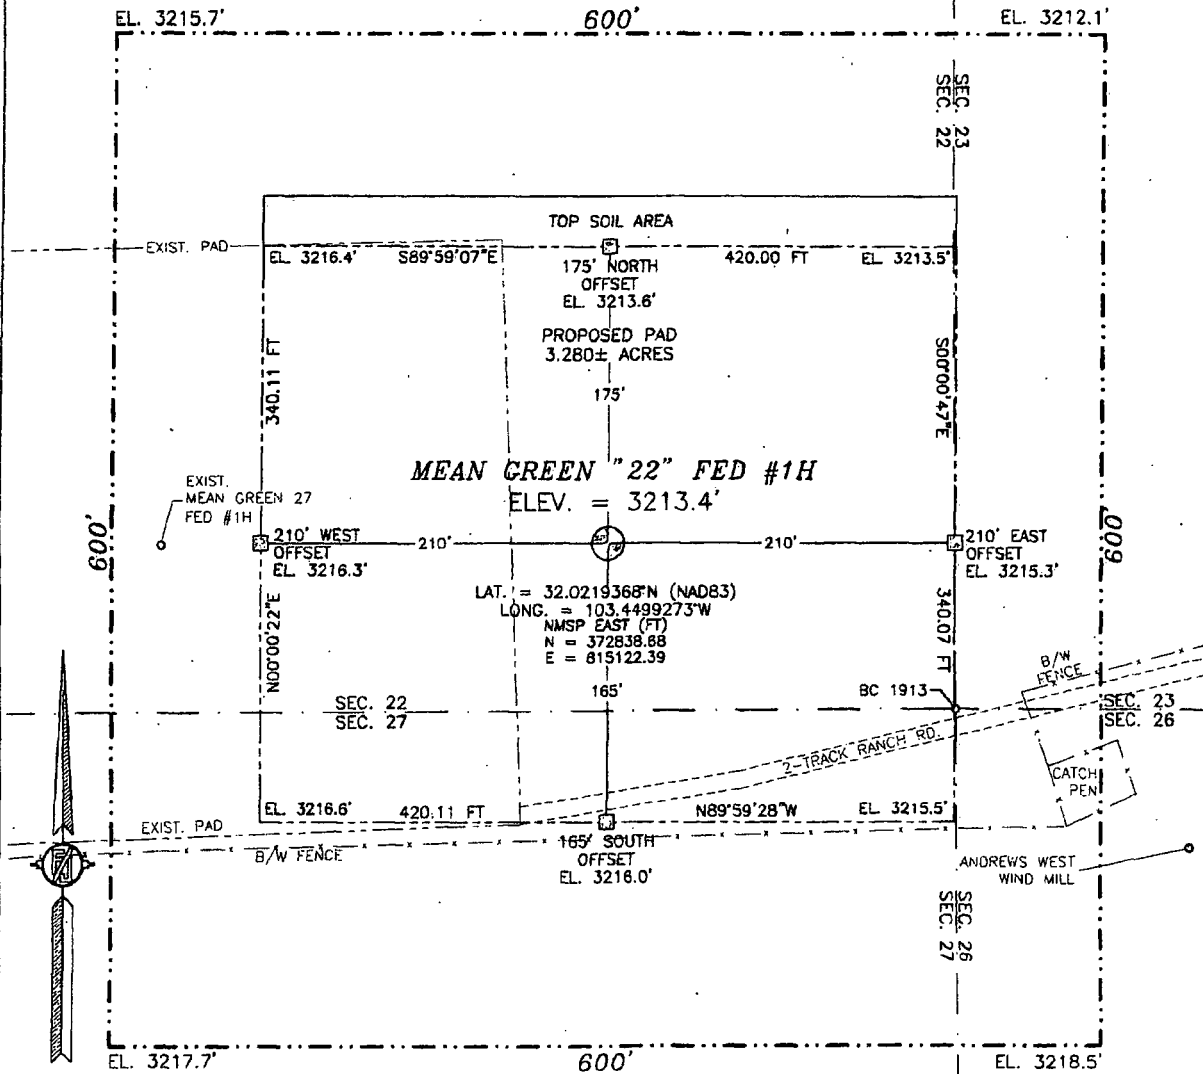 EL. 3215.7'
600'
EL. 3212.1'
SEC. 23
SEC. 22
TOP SOIL AREA
EXIST. PAD
EL. 3216.4'
S89°59'07"E
175' NORTH
OFFSET
EL. 3213.6'
420.00 FT
EL. 3213.5'
PROPOSED PAD
3.280± ACRES
340.11 FT
S00°00'47"E
175'
MEAN GREEN "22" FED #1H
ELEV. = 3213.4'
EXIST.
MEAN GREEN 27
FED #1H
600'
210' WEST
OFFSET
EL. 3216.3'
210'
210'
210' EAST
OFFSET
EL. 3215.3'
600'
LAT. = 32.0219368°N (NAD83)
LONG. = 103.4499273°W
NMSP EAST (FT)
N = 372838.68
E = 815122.39
N00°00'22"E
340.07 FT
165'
B/W
FENCE
BC 1913
SEC. 22
SEC. 27
SEC. 23
SEC. 26
2-TRACK RANCH RD.
CATCH
PEN
EL. 3216.6'
420.11 FT
N89°59'28"W
EL. 3215.5'
EXIST. PAD
B/W FENCE
165' SOUTH
OFFSET
EL. 3216.0'
ANDREWS WEST
WIND MILL
SEC. 26
SEC. 27
EL. 3217.7'
600'
EL. 3218.5'